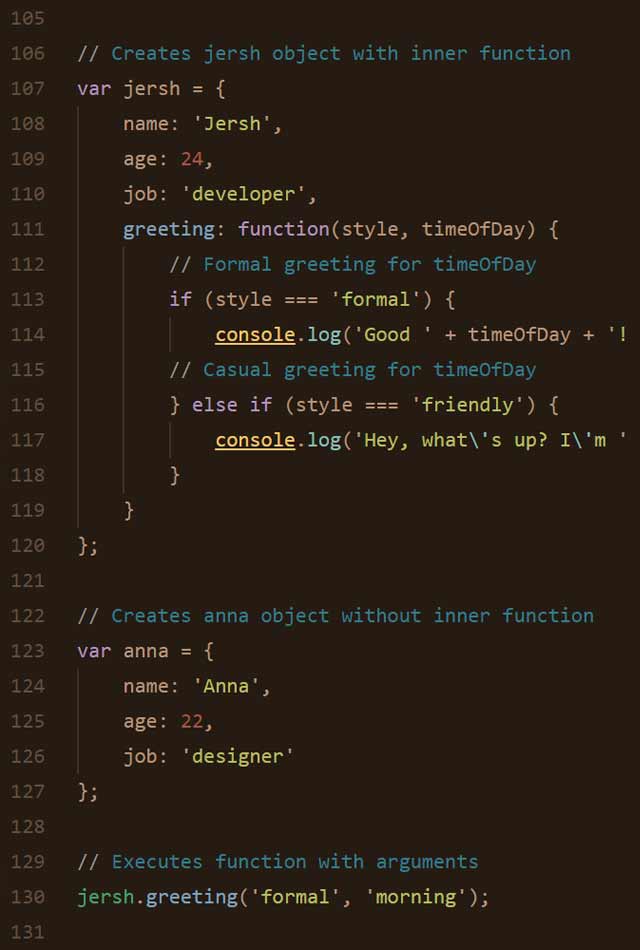 105
106 // Creates jersh object with inner function
107 var jersh = {
108     name: 'Jersh',
109     age: 24,
110     job: 'developer',
111     greeting: function(style, timeOfDay) {
112         // Formal greeting for timeOfDay
113         if (style === 'formal') {
114             console.log('Good ' + timeOfDay + '!
115         // Casual greeting for timeOfDay
116         } else if (style === 'friendly') {
117             console.log('Hey, what\'s up? I\'m '
118         }
119     }
120 };
121
122 // Creates anna object without inner function
123 var anna = {
124     name: 'Anna',
125     age: 22,
126     job: 'designer'
127 };
128
129 // Executes function with arguments
130 jersh.greeting('formal', 'morning');
131